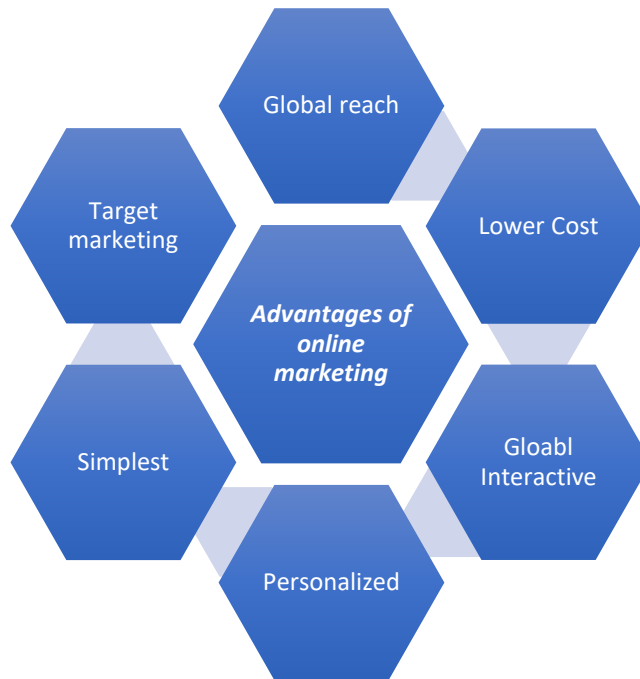 Global reach
Target
marketing
Lower Cost
Advantages of
online
marketing
Simplest
Gloabl
Interactive
Personalized